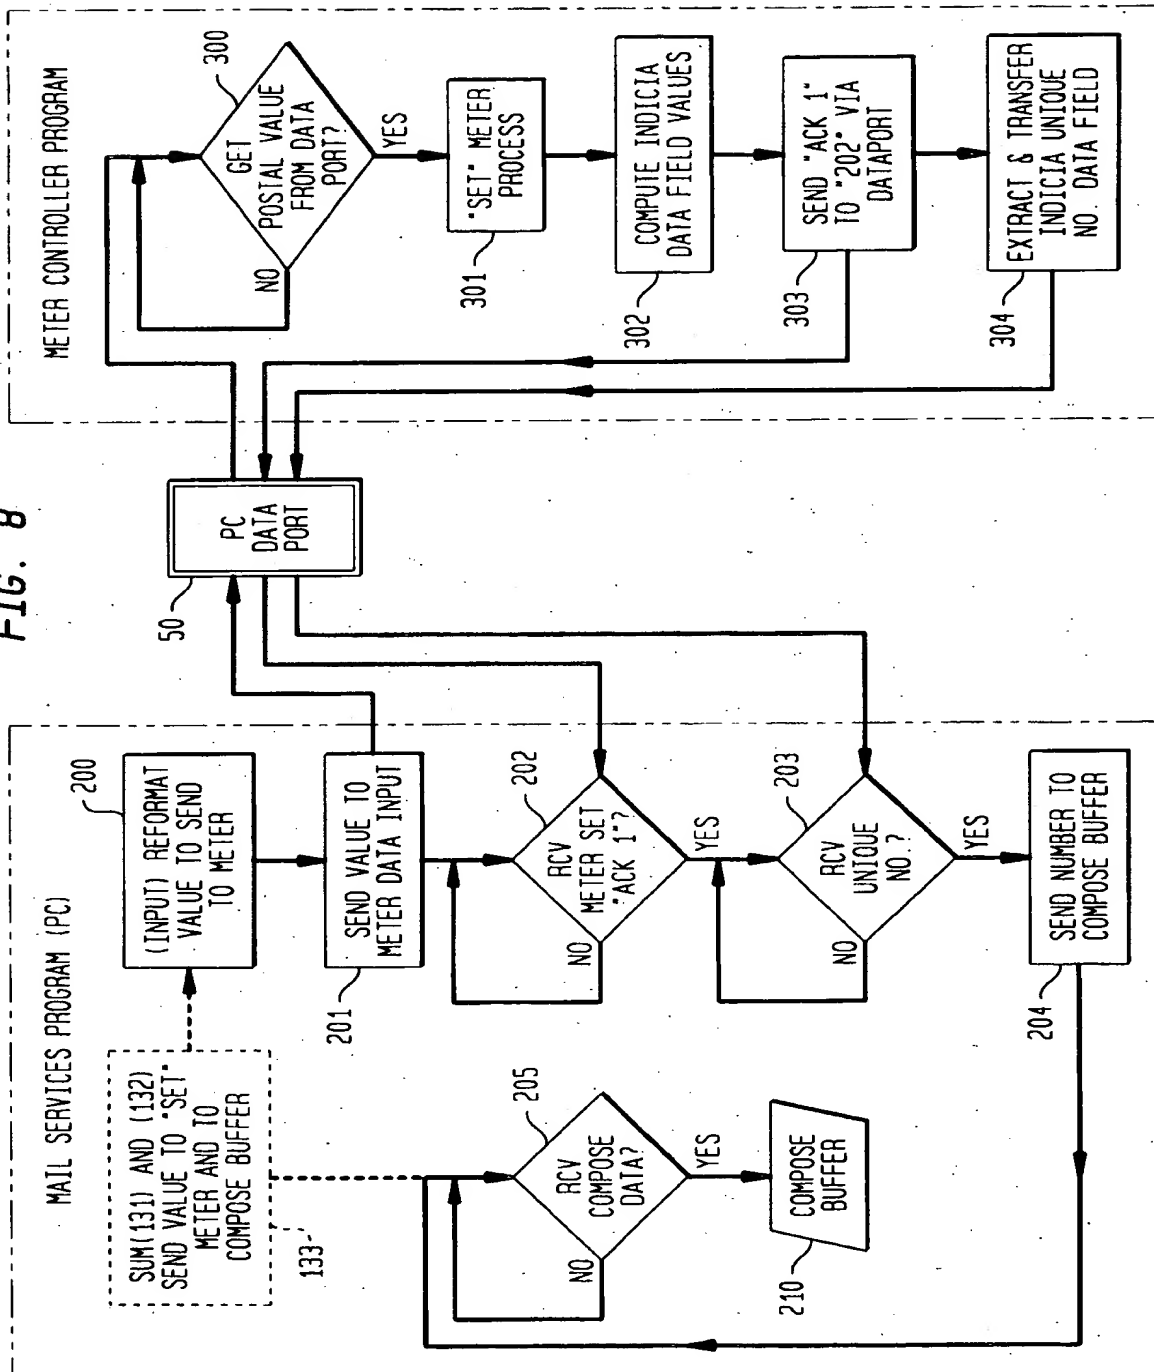 FIG. 8
MAIL SERVICES PROGRAM (PC)
SUM(131) AND (132)
SEND VALUE TO "SET"
METER AND TO
COMPOSE BUFFER
133
(INPUT) REFORMAT
VALUE TO SEND
TO METER
200
SEND VALUE TO
METER DATA INPUT
201
RCV
METER SET
"ACK 1"?
202
NO
YES
RCV
UNIQUE
NO.?
203
NO
YES
SEND NUMBER TO
COMPOSE BUFFER
204
RCV
COMPOSE
DATA?
205
NO
YES
COMPOSE
BUFFER
210
PC
DATA
PORT
50
METER CONTROLLER PROGRAM
GET
POSTAL VALUE
FROM DATA
PORT?
300
NO
YES
"SET" METER
PROCESS
301
COMPUTE INDICIA
DATA FIELD VALUES
302
SEND "ACK 1"
TO "202" VIA
DATAPORT
303
EXTRACT & TRANSFER
INDICIA UNIQUE
NO. DATA FIELD
304